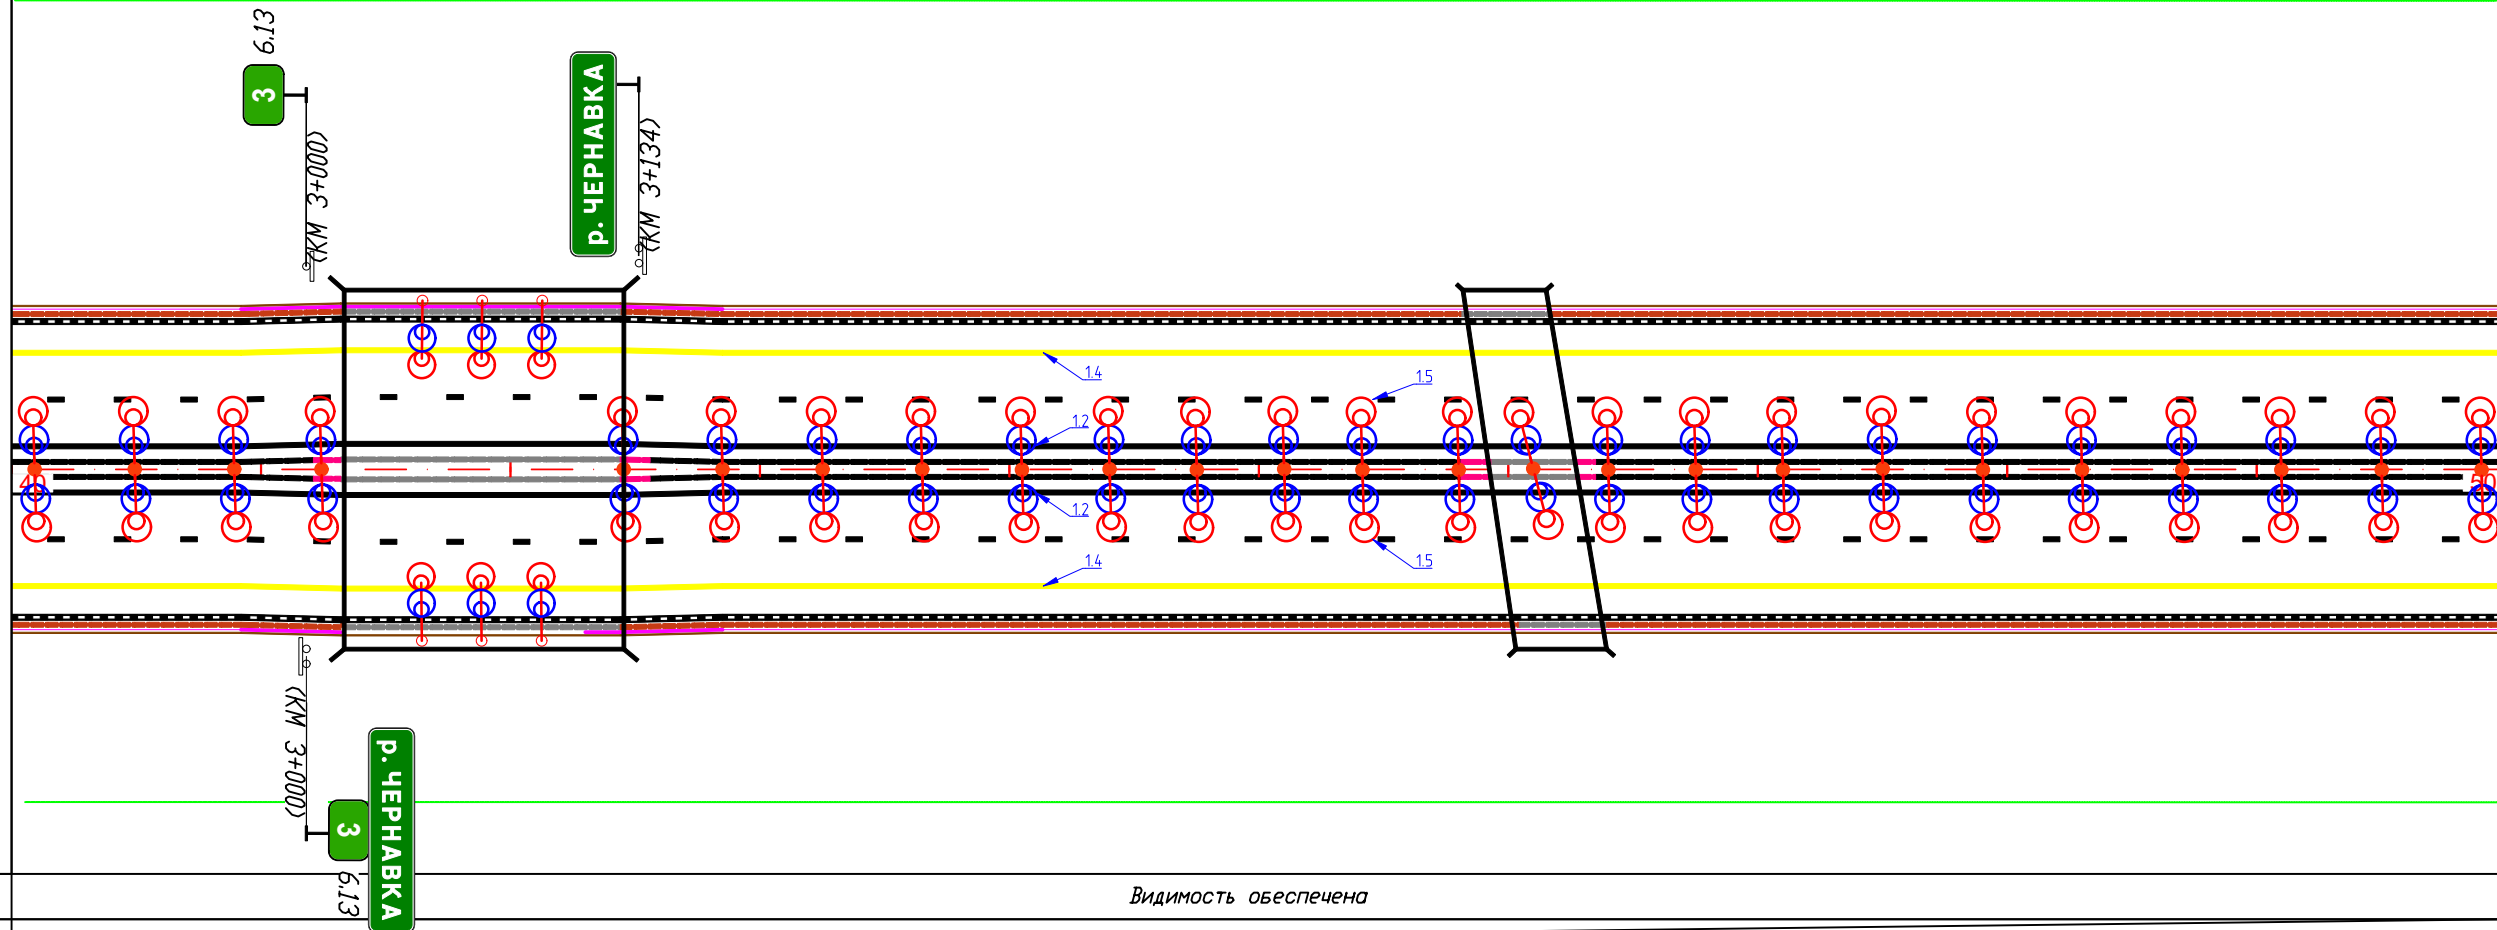 6.13
3
(КМ 3+000)
р. ЧЕРНАВКА
(КМ 3+134)
1.4
1.5
1.2
40
50
1.2
1.4
1.5
(КМ 3+000)
р. ЧЕРНАВКА
3
6.13
Видимость обеспечена